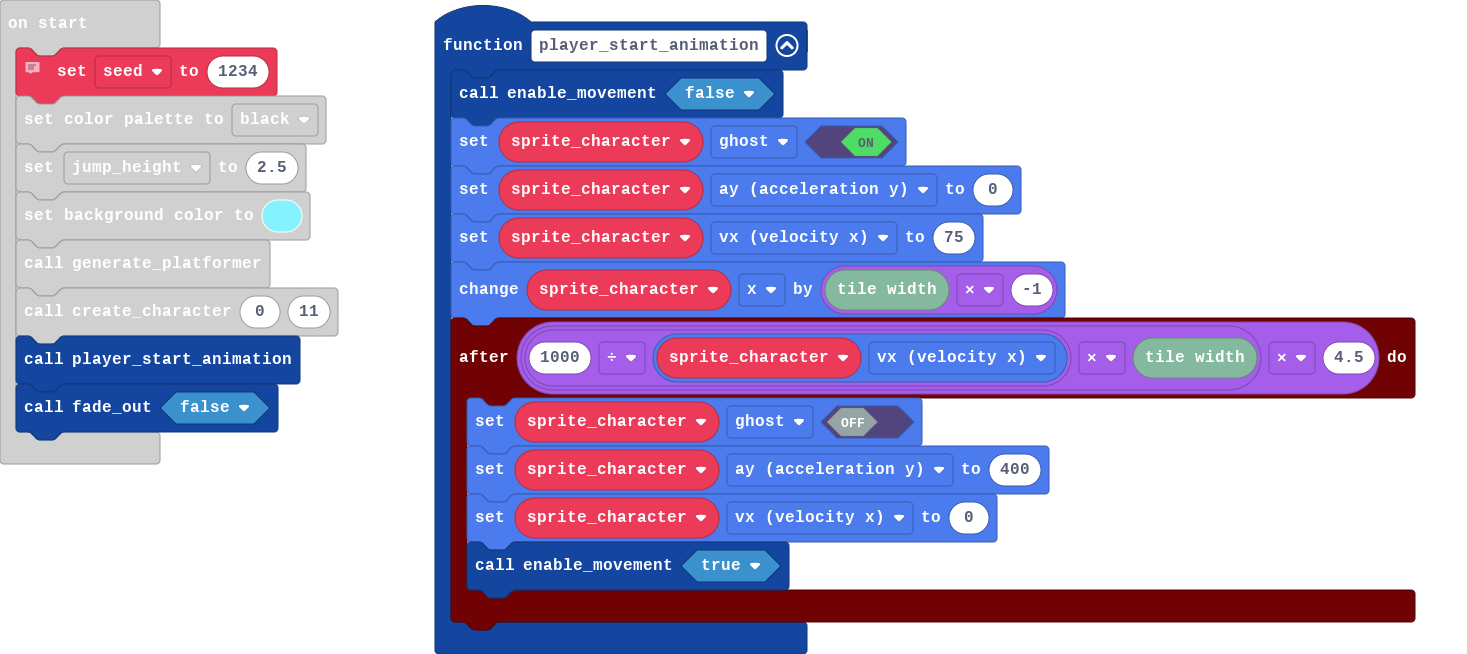 on start
set seed to 1234
set color palette to black
set jump_height to 2.5
set background color to
call generate_platformer
call create_character 0 11
call player_start_animation
call fade_out false
function player_start_animation
call enable_movement false
set sprite_character ghost ON
set sprite_character ay (acceleration y) to 0
set sprite_character vx (velocity x) to 75
change sprite_character x by tile width × -1
after 1000 ÷ sprite_character vx (velocity x) × tile width × 4.5 do
set sprite_character ghost OFF
set sprite_character ay (acceleration y) to 400
set sprite_character vx (velocity x) to 0
call enable_movement true